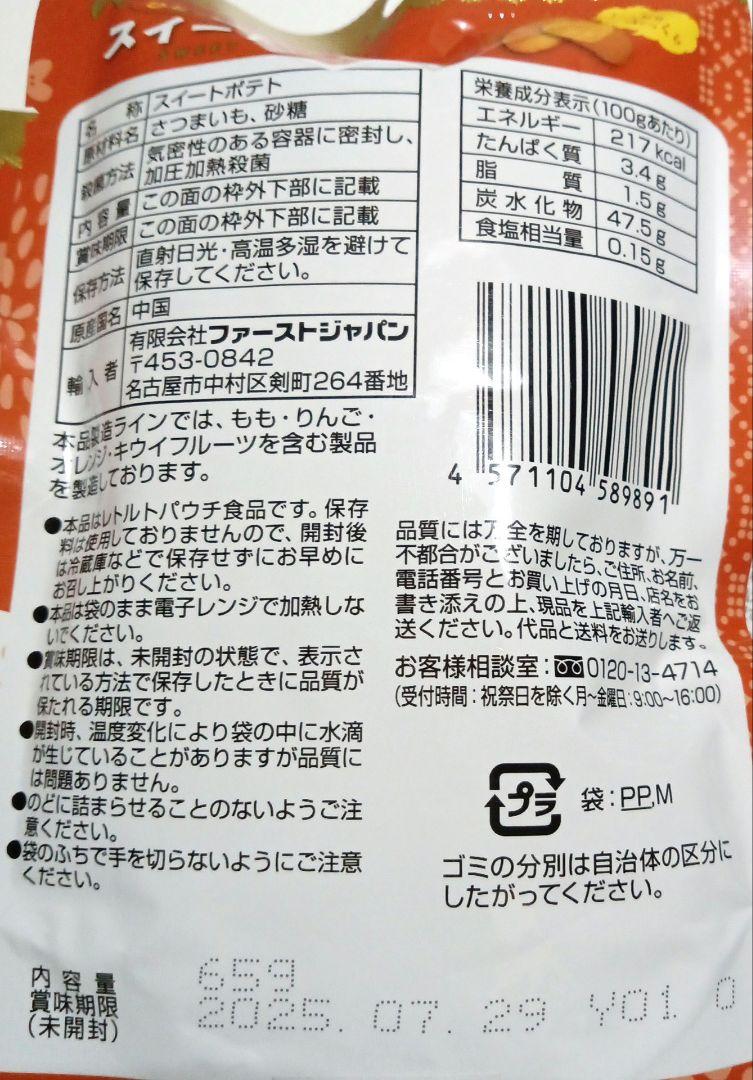 スイー
名称 スイートポテト
原材料名 さつまいも、砂糖
殺菌方法 気密性のある容器に密封し、
加圧加熱殺菌
内容量 この面の枠外下部に記載
賞味期限 この面の枠外下部に記載
保存方法 直射日光・高温多湿を避けて
保存してください。
原産国名 中国
輸入者 有限会社ファーストジャパン
〒453-0842
名古屋市中村区剣町264番地
本品製造ラインでは、もも・りんご・
オレンジ・キウイフルーツを含む製品
を製造しております。
●本品はレトルトパウチ食品です。保存
料は使用しておりませんので、開封後
は冷蔵庫などで保存せずにお早めに
お召し上がりください。
●本品は袋のまま電子レンジで加熱しな
いでください。
●賞味期限は、未開封の状態で、表示さ
れている方法で保存したときに品質が
保たれる期限です。
●開封時、温度変化により袋の中に水滴
が生じていることがありますが品質に
は問題ありません。
●のどに詰まらせることのないようご注
意ください。
●袋のふちで手を切らないようにご注意
ください。
栄養成分表示(100gあたり)
エネルギー 217kcal
たんぱく質 3.4g
脂質 1.5g
炭水化物 47.5g
食塩相当量 0.15g
4 571104 589891
品質には万全を期しておりますが、万一
不都合がございましたら、ご住所、お名前、
電話番号とお買い上げの月日、店名をお
書き添えの上、現品を上記輸入者へご返
送ください。代品と送料をお送りします。
お客様相談室:0120-13-4714
(受付時間:祝祭日を除く月~金曜日:9:00~16:00)
プラ 袋:PP,M
ゴミの分別は自治体の区分に
したがってください。
内容量 65g
賞味期限 2025. 07. 29 Y01 0
(未開封)